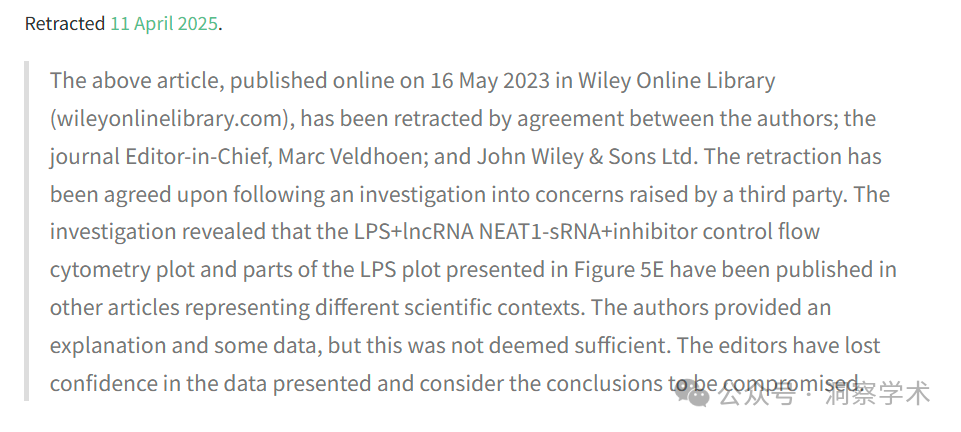 Retracted 11 April 2025.
The above article, published online on 16 May 2023 in Wiley Online Library
(wileyonlinelibrary.com), has been retracted by agreement between the authors; the
journal Editor-in-Chief, Marc Veldhoen; and John Wiley & Sons Ltd. The retraction has
been agreed upon following an investigation into concerns raised by a third party. The
investigation revealed that the LPS+lncRNA NEAT1-sRNA+inhibitor control flow
cytometry plot and parts of the LPS plot presented in Figure 5E have been published in
other articles representing different scientific contexts. The authors provided an
explanation and some data, but this was not deemed sufficient. The editors have lost
confidence in the data presented and consider the conclusions to be compromised.
公众号 · 洞察学术